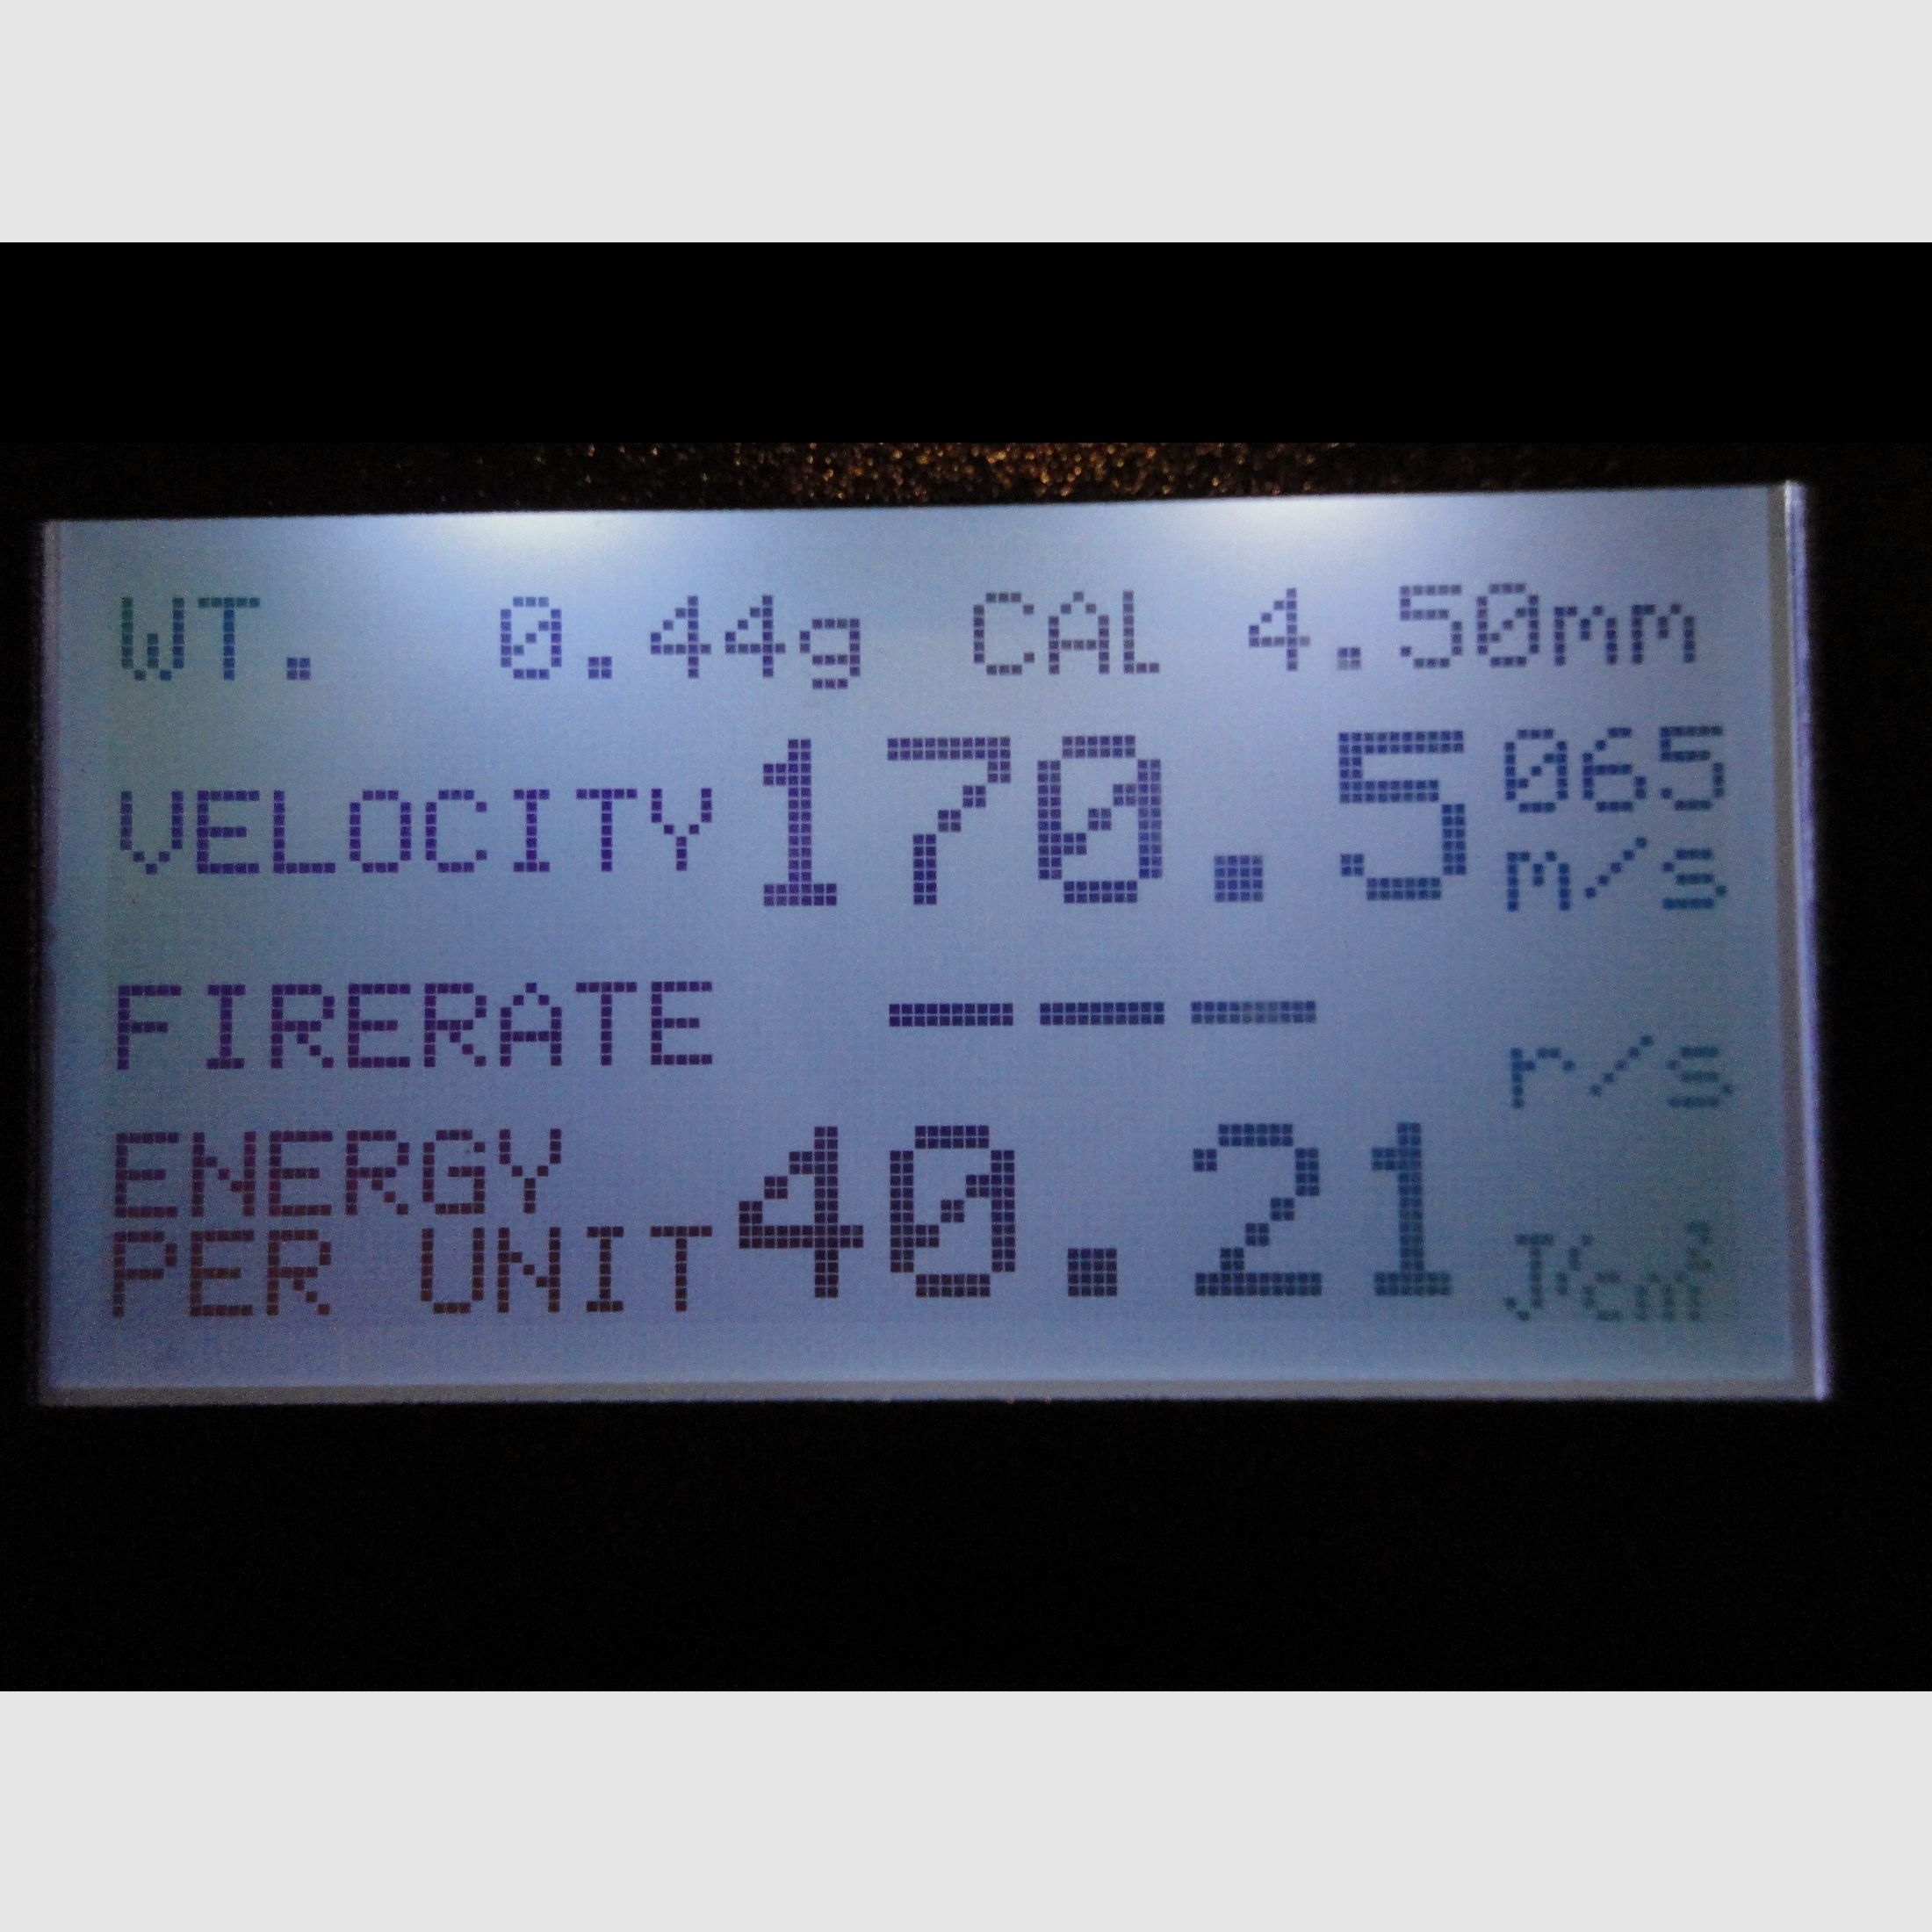 WT. 0.44g CAL 4.50mm
VELOCITY 170.5 065 m/s
FIRERATE --- r/s
ENERGY PER UNIT 40.21 J/cm²